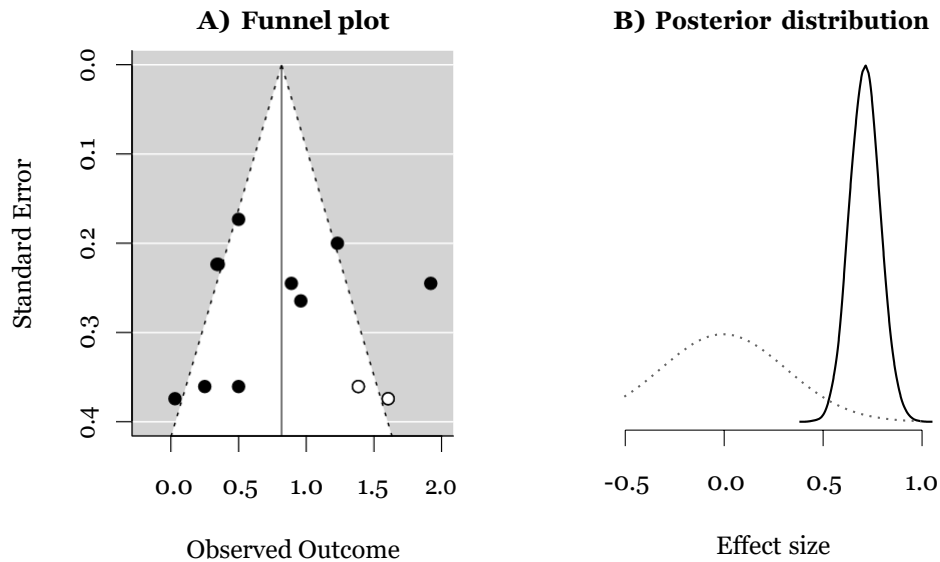 A) Funnel plot
0.0
0.1
0.2
0.3
0.4
Standard Error
0.0 0.5 1.0 1.5 2.0
Observed Outcome
B) Posterior distribution
-0.5 0.0 0.5 1.0
Effect size